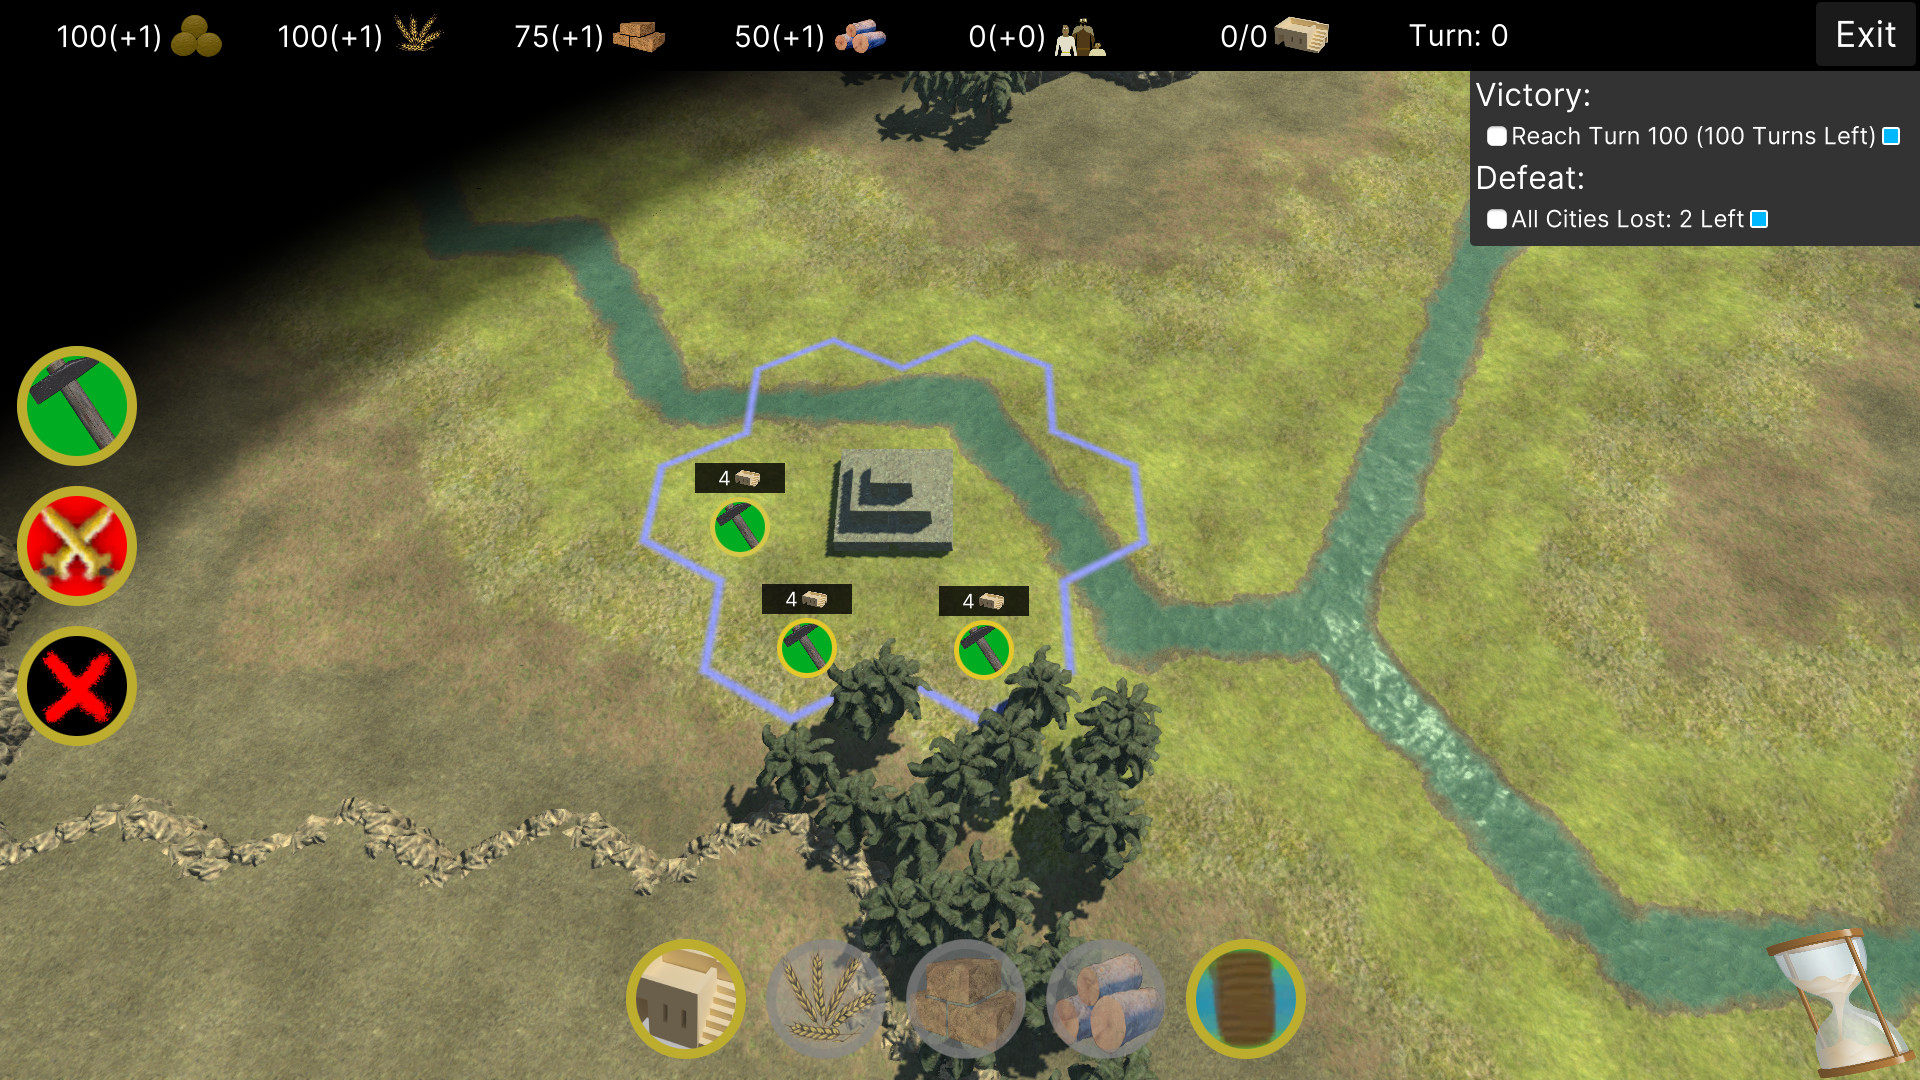 100(+1) 100(+1) 75(+1) 50(+1) 0(+0) 0/0 Turn: 0 Exit
Victory:
Reach Turn 100 (100 Turns Left)
Defeat:
All Cities Lost: 2 Left
4
4
4